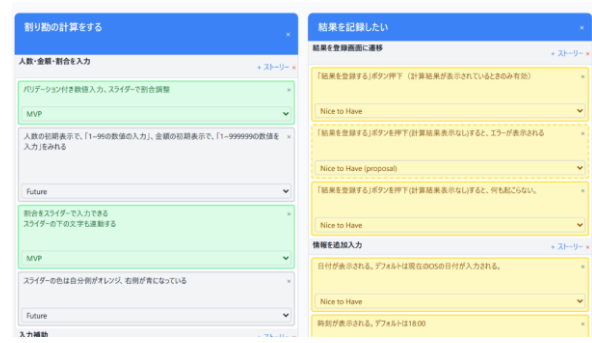 割り勘の計算をする
×
人数・金額・割合を入力
+ ストーリー ×
バリデーション付き数値入力、スライダーで割合調整
×
MVP
人数の初期表示で、「1~99の数値の入力」、金額の初期表示で、「1~999999の数値を
入力」をみれる
×
Future
割合をスライダーで入力できる
スライダーの下の文字も連動する
×
MVP
スライダーの色は自分側がオレンジ、右側が青になっている
×
Future
入力補助
+ ストーリー ×
結果を記録したい
×
結果を登録画面に遷移
+ ストーリー ×
「結果を登録する」ボタン押下（計算結果が表示されているときのみ有効）
×
Nice to Have
「結果を登録する」ボタンを押下(計算結果表示なし)すると、エラーが表示される
×
Nice to Have (proposal)
「結果を登録する」ボタンを押下(計算結果表示なし)すると、何も起こらない。
×
Nice to Have
情報を追加入力
+ ストーリー ×
日付が表示される。デフォルトは現在のOSの日付が入力される。
×
Nice to Have
時刻が表示される。デフォルトは18:00
×